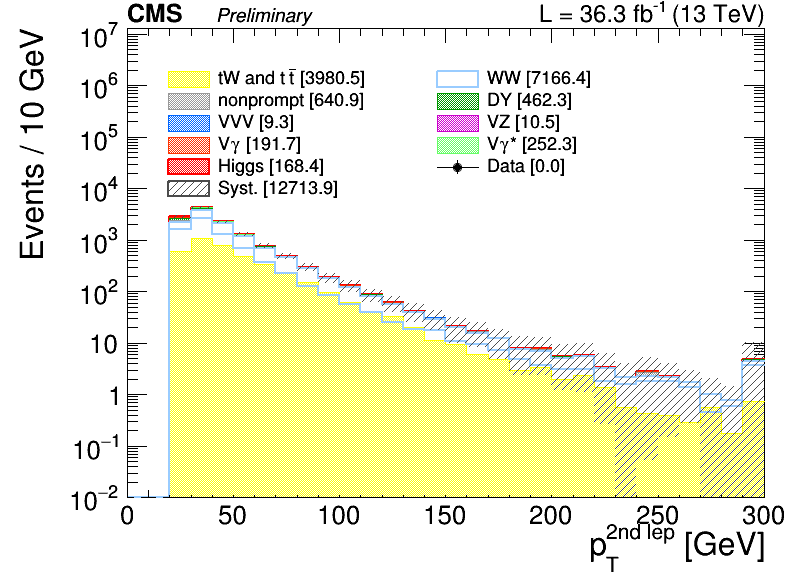 CMS Preliminary L = 36.3 fb⁻¹ (13 TeV)
Events / 10 GeV
10⁷
10⁶
10⁵
10⁴
10³
10²
10
1
10⁻¹
10⁻²
tW and tt̅ [3980.5]
nonprompt [640.9]
VVV [9.3]
Vγ [191.7]
Higgs [168.4]
Syst. [12713.9]
WW [7166.4]
DY [462.3]
VZ [10.5]
Vγ* [252.3]
Data [0.0]
0 50 100 150 200 250 300
p_T^2nd lep [GeV]